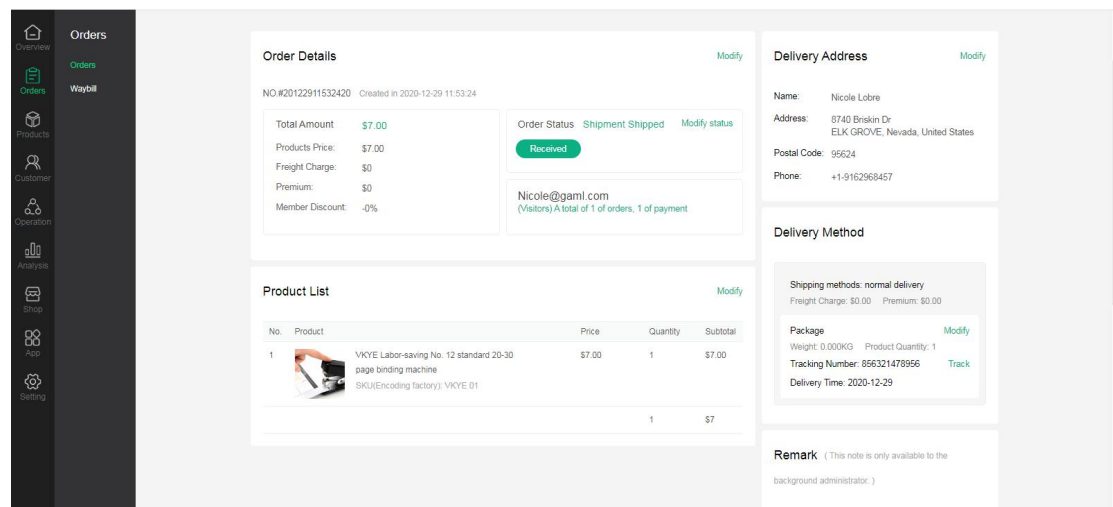 Overview
Orders
Products
Customer
Operation
Analysis
Shop
App
Setting
Orders
Orders
Waybill
Order Details
Modify
NO.#20122911532420 Created in 2020-12-29 11:53:24
Total Amount $7.00
Products Price: $7.00
Freight Charge: $0
Premium: $0
Member Discount: -0%
Order Status Shipment Shipped Modify status
Received
Nicole@gaml.com
(Visitors) A total of 1 of orders, 1 of payment
Product List
Modify
No. Product Price Quantity Subtotal
1 VKYE Labor-saving No. 12 standard 20-30 $7.00 1 $7.00
page binding machine
SKU(Encoding factory): VKYE 01
1 $7
Delivery Address
Modify
Name: Nicole Lobre
Address: 8740 Briskin Dr
ELK GROVE, Nevada, United States
Postal Code: 95624
Phone: +1-9162968457
Delivery Method
Shipping methods: normal delivery
Freight Charge: $0.00 Premium: $0.00
Package Modify
Weight: 0.000KG Product Quantity: 1
Tracking Number: 856321478956 Track
Delivery Time: 2020-12-29
Remark ( This note is only available to the
background administrator. )